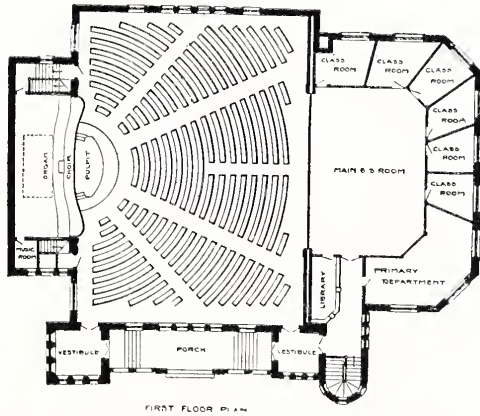 CLASS
ROOM
CLASS
ROOM
CLASS
ROOM
CLASS
ROOM
CLASS
ROOM
CLASS
ROOM
MAIN S S ROOM
ORGAN
CHOIR
PULPIT
MUSIC
ROOM
LIBRARY
PRIMARY
DEPARTMENT
VESTIBULE
PORCH
VESTIBULE
FIRST FLOOR PLAN